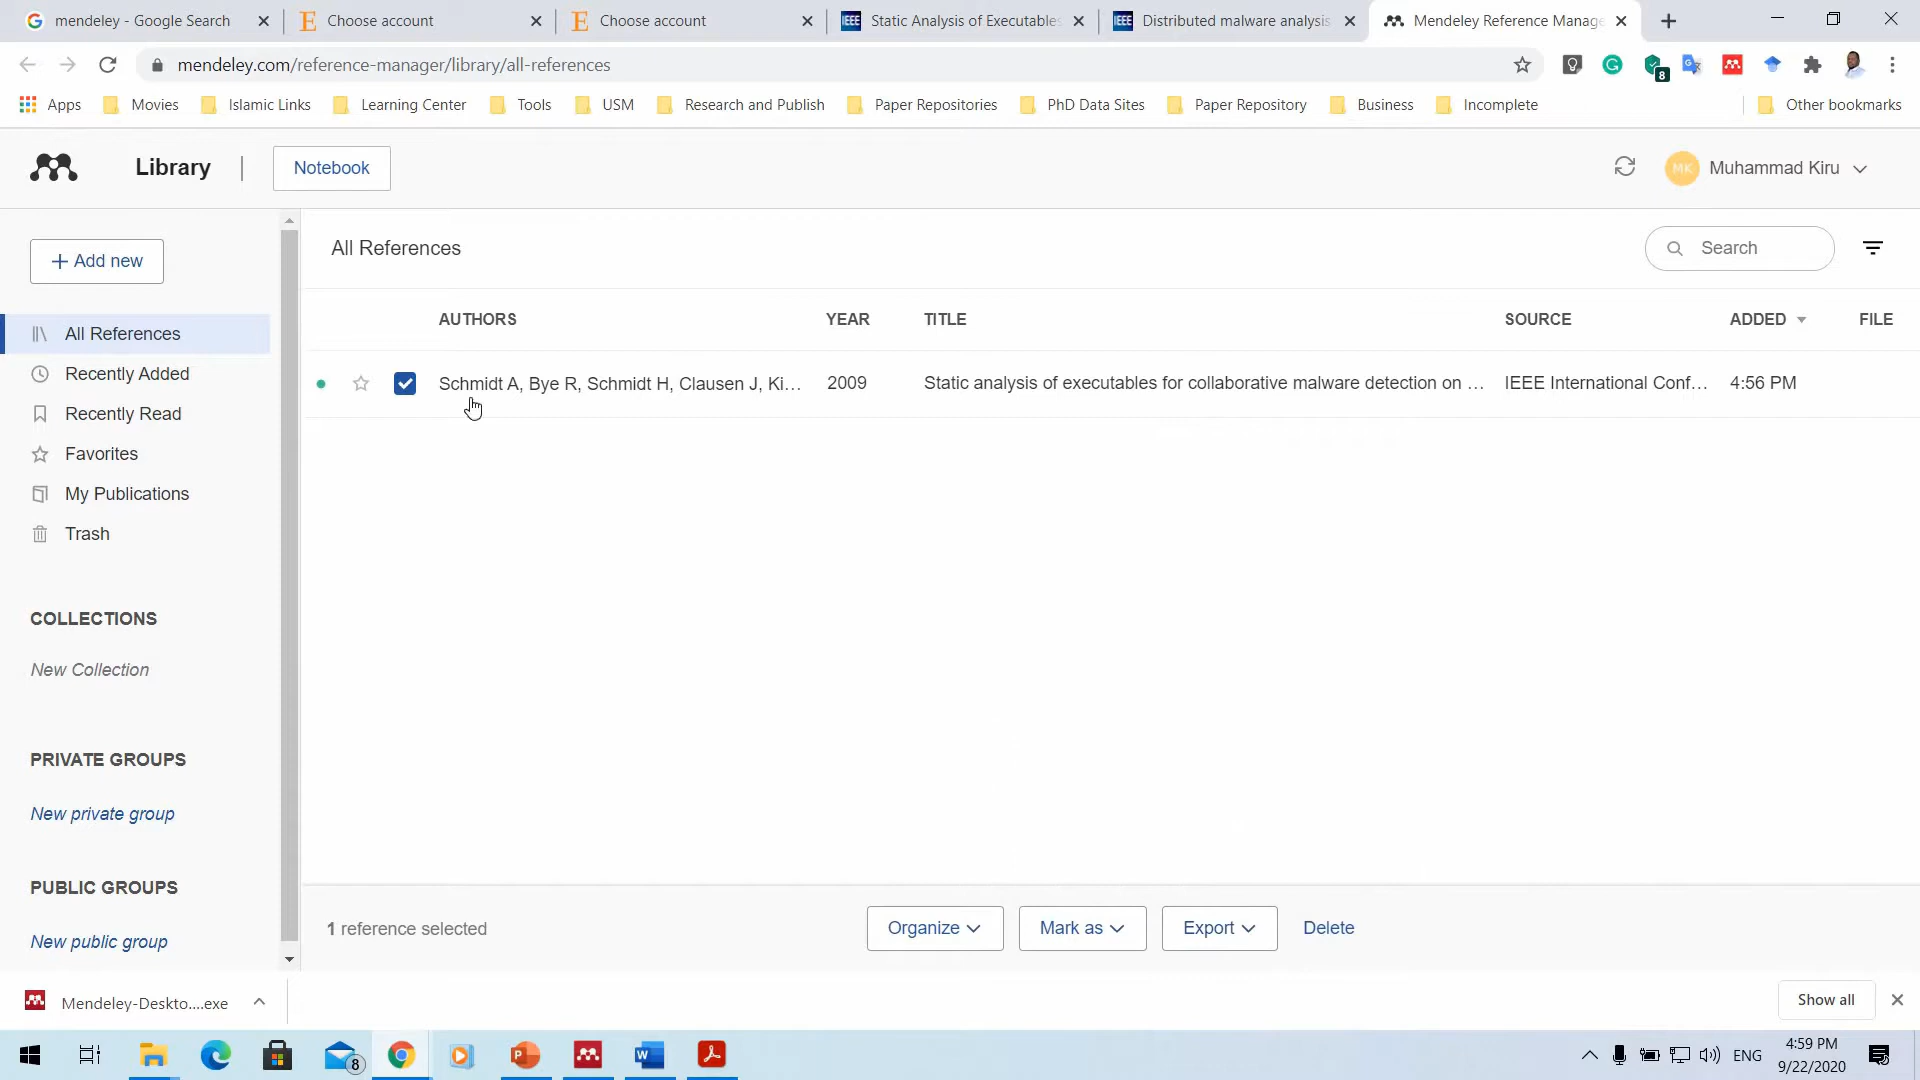 mendeley - Google Search
Choose account
Choose account
Static Analysis of Executables
Distributed malware analysis
Mendeley Reference Manage
mendeley.com/reference-manager/library/all-references
8
Apps
Movies
Islamic Links
Learning Center
Tools
USM
Research and Publish
Paper Repositories
PhD Data Sites
Paper Repository
Business
Incomplete
Other bookmarks
Library
Notebook
MK
Muhammad Kiru
+ Add new
All References
Recently Added
Recently Read
Favorites
My Publications
Trash
COLLECTIONS
New Collection
PRIVATE GROUPS
New private group
PUBLIC GROUPS
New public group
All References
Search
AUTHORS YEAR TITLE SOURCE ADDED FILE
Schmidt A, Bye R, Schmidt H, Clausen J, Ki... 2009 Static analysis of executables for collaborative malware detection on ... IEEE International Conf... 4:56 PM
1 reference selected
Organize
Mark as
Export
Delete
Mendeley-Deskto....exe
Show all
8
ENG
4:59 PM
9/22/2020